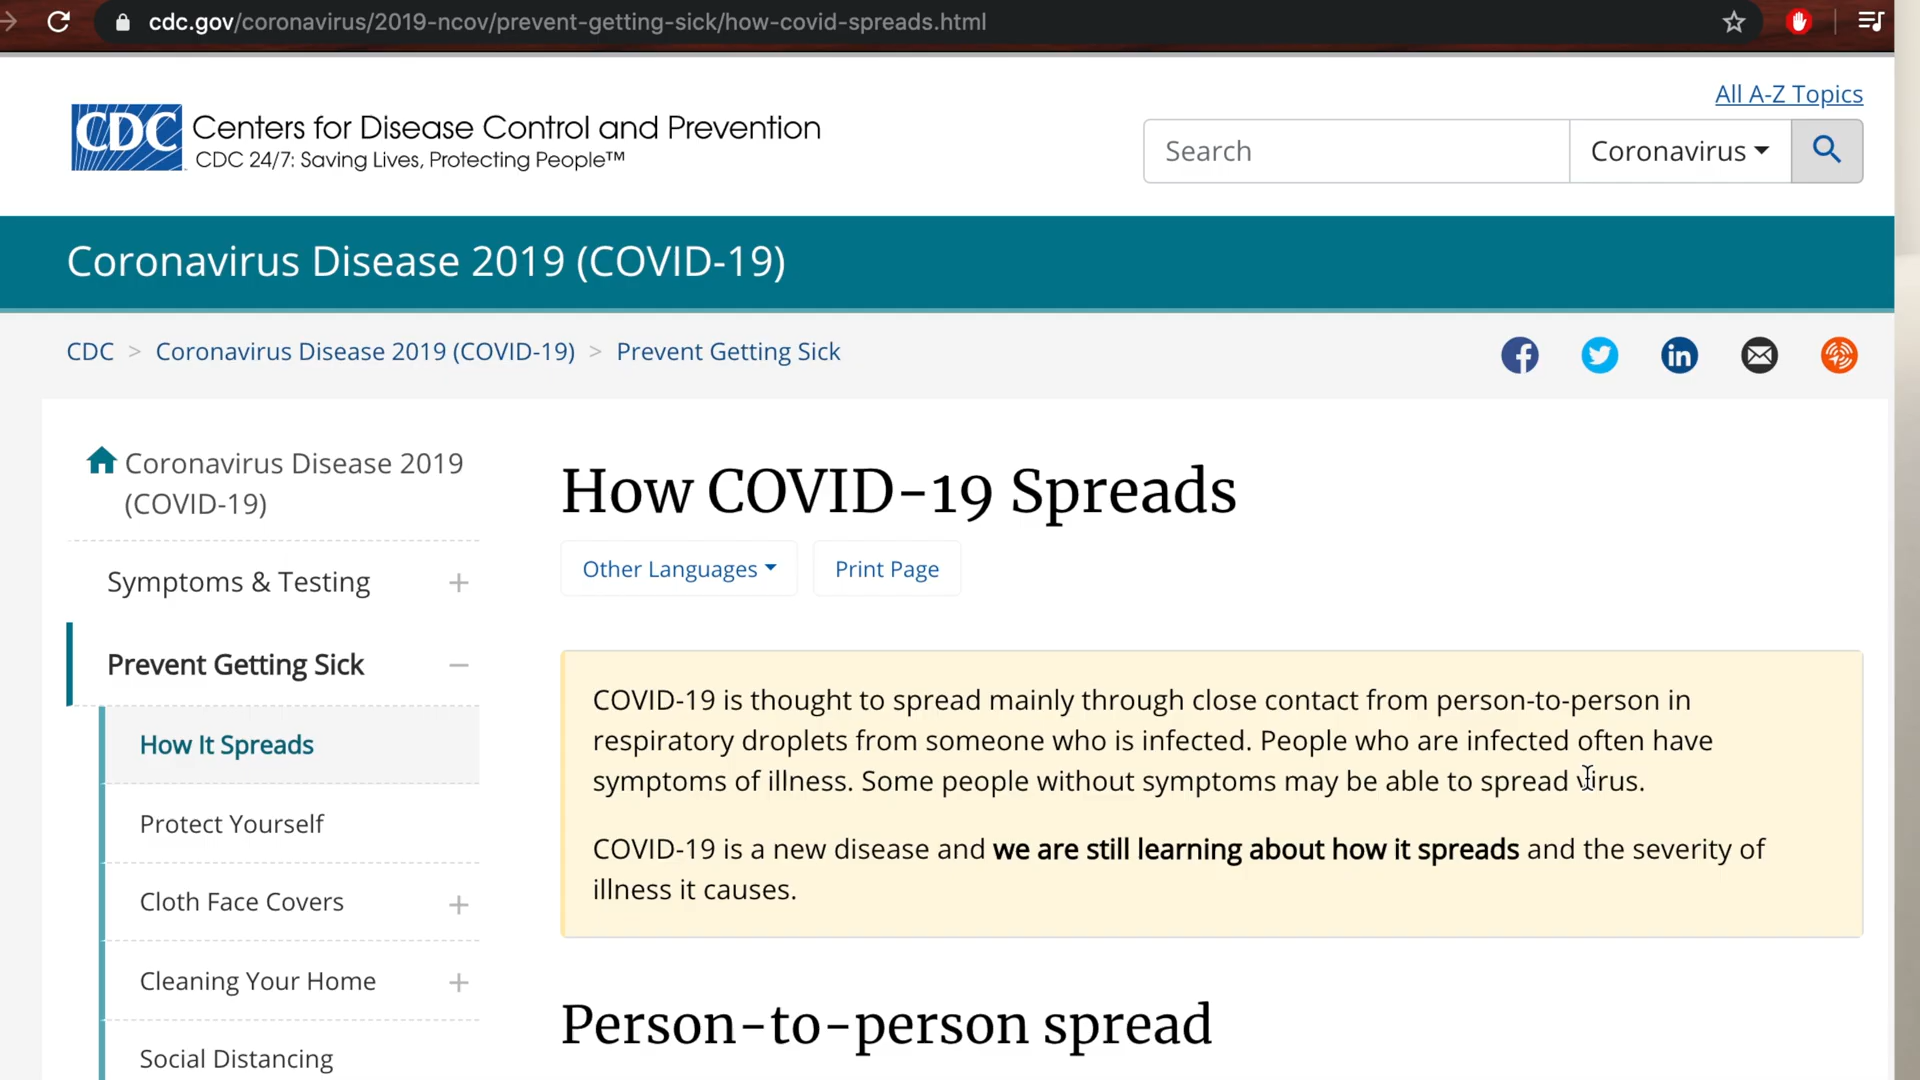 cdc.gov/coronavirus/2019-ncov/prevent-getting-sick/how-covid-spreads.html
All A-Z Topics
CDC Centers for Disease Control and Prevention
CDC 24/7: Saving Lives, Protecting People™
Search Coronavirus
Coronavirus Disease 2019 (COVID-19)
CDC > Coronavirus Disease 2019 (COVID-19) > Prevent Getting Sick
Coronavirus Disease 2019
(COVID-19)
Symptoms & Testing +
Prevent Getting Sick –
How It Spreads
Protect Yourself
Cloth Face Covers +
Cleaning Your Home +
Social Distancing
How COVID-19 Spreads
Other Languages Print Page
COVID-19 is thought to spread mainly through close contact from person-to-person in
respiratory droplets from someone who is infected. People who are infected often have
symptoms of illness. Some people without symptoms may be able to spread virus.
COVID-19 is a new disease and we are still learning about how it spreads and the severity of
illness it causes.
Person-to-person spread